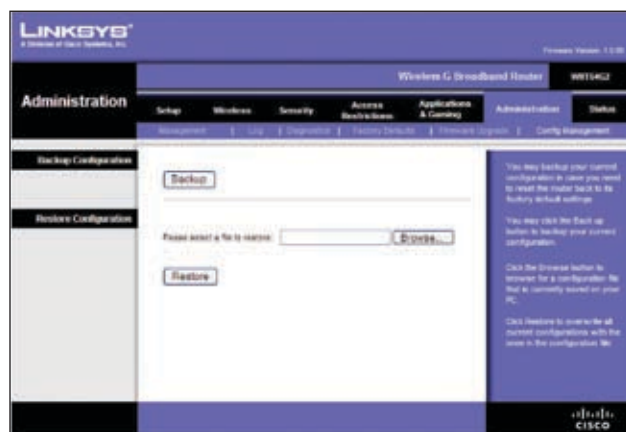 LINKSYS®
A Division of Cisco Systems, Inc.
Firmware Version: 1.0.00
Wireless-G Broadband Router
WRT54G2
Administration
Setup
Wireless
Security
Access Restrictions
Applications & Gaming
Administration
Status
Management | Log | Diagnostics | Factory Defaults | Firmware Upgrade | Config Management
Backup Configuration
Backup
Restore Configuration
Please select a file to restore:
Browse...
Restore
You may backup your current
configuration in case you need
to reset the router back to its
factory default settings.
You may click the Back up
button to backup your current
configuration.
Click the Browse button to
browse for a configuration file
that is currently saved on your
PC.
Click Restore to overwrite all
current configurations with the
ones in the configuration file.
CISCO